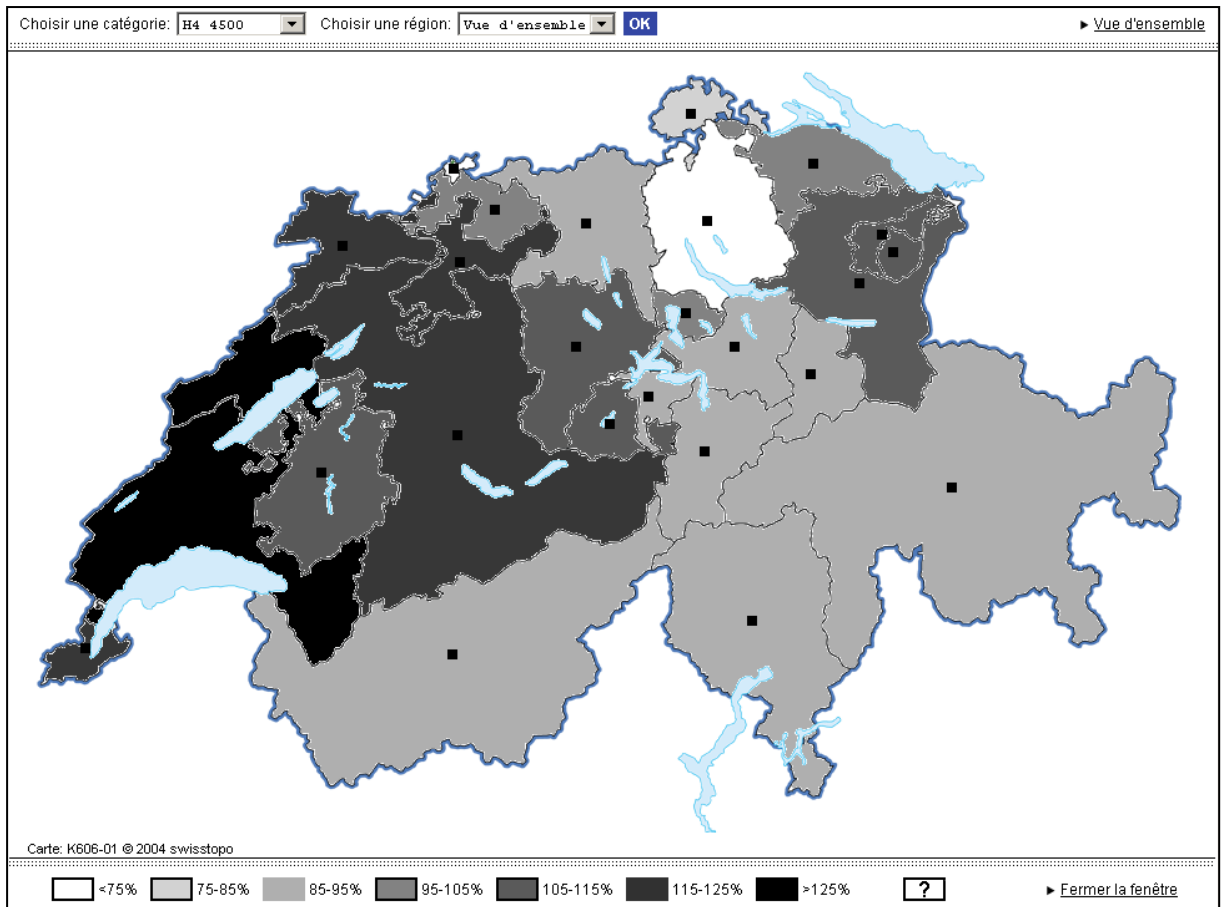 Choisir une catégorie: H4 4500 Choisir une région: Vue d'ensemble OK ► Vue d'ensemble
Carte: K606-01 © 2004 swisstopo
<75% 75-85% 85-95% 95-105% 105-115% 115-125% >125% ? ► Fermer la fenêtre